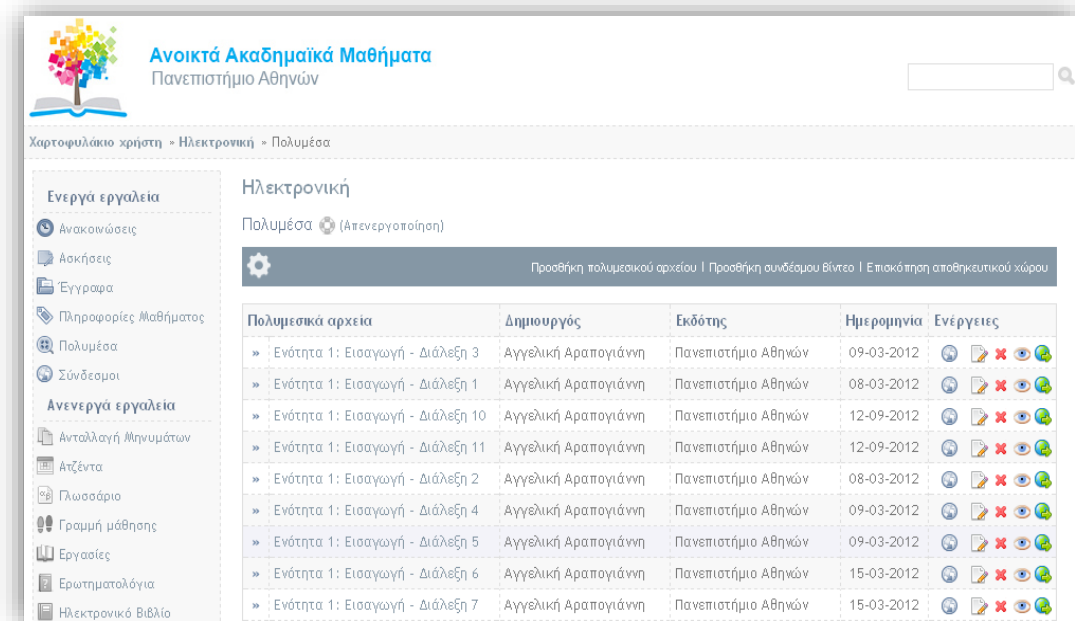 Ανοικτά Ακαδημαϊκά Μαθήματα
Πανεπιστήμιο Αθηνών
Χαρτοφυλάκιο χρήστη » Ηλεκτρονική » Πολυμέσα
Ενεργά εργαλεία
Ανακοινώσεις
Ασκήσεις
Έγγραφα
Πληροφορίες Μαθήματος
Πολυμέσα
Σύνδεσμοι
Ανενεργά εργαλεία
Ανταλλαγή Μηνυμάτων
Ατζέντα
Γλωσσάριο
Γραμμή μάθησης
Εργασίες
Ερωτηματολόγια
Ηλεκτρονικό Βιβλίο
Ηλεκτρονική
Πολυμέσα (Απενεργοποίηση)
Προσθήκη πολυμεσικού αρχείου | Προσθήκη συνδέσμου βίντεο | Επισκόπηση αποθηκευτικού χώρου
Πολυμεσικά αρχεία Δημιουργός Εκδότης Ημερομηνία Ενέργειες
» Ενότητα 1: Εισαγωγή - Διάλεξη 3 Αγγελική Αραπογιάννη Πανεπιστήμιο Αθηνών 09-03-2012
» Ενότητα 1: Εισαγωγή - Διάλεξη 1 Αγγελική Αραπογιάννη Πανεπιστήμιο Αθηνών 08-03-2012
» Ενότητα 1: Εισαγωγή - Διάλεξη 10 Αγγελική Αραπογιάννη Πανεπιστήμιο Αθηνών 12-09-2012
» Ενότητα 1: Εισαγωγή - Διάλεξη 11 Αγγελική Αραπογιάννη Πανεπιστήμιο Αθηνών 12-09-2012
» Ενότητα 1: Εισαγωγή - Διάλεξη 2 Αγγελική Αραπογιάννη Πανεπιστήμιο Αθηνών 08-03-2012
» Ενότητα 1: Εισαγωγή - Διάλεξη 4 Αγγελική Αραπογιάννη Πανεπιστήμιο Αθηνών 09-03-2012
» Ενότητα 1: Εισαγωγή - Διάλεξη 5 Αγγελική Αραπογιάννη Πανεπιστήμιο Αθηνών 09-03-2012
» Ενότητα 1: Εισαγωγή - Διάλεξη 6 Αγγελική Αραπογιάννη Πανεπιστήμιο Αθηνών 15-03-2012
» Ενότητα 1: Εισαγωγή - Διάλεξη 7 Αγγελική Αραπογιάννη Πανεπιστήμιο Αθηνών 15-03-2012